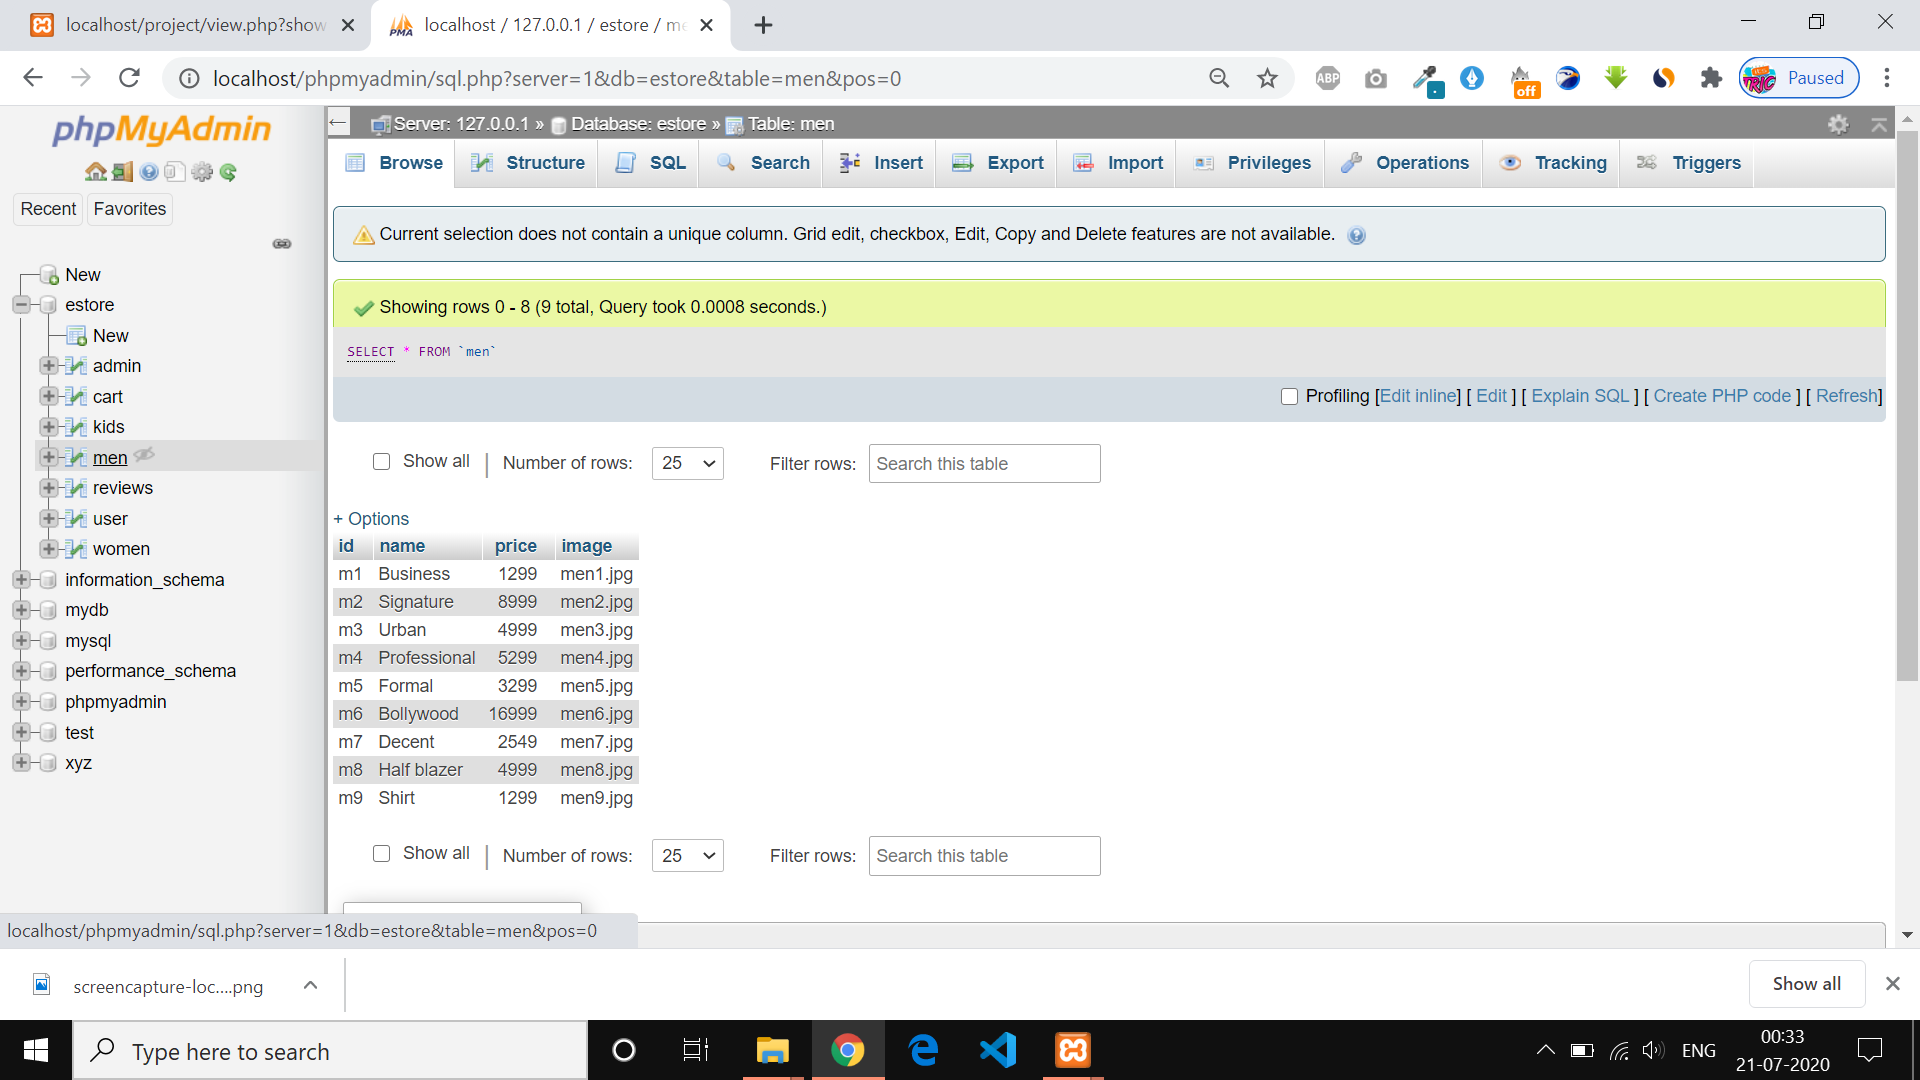 localhost/project/view.php?show
localhost / 127.0.0.1 / estore / me
localhost/phpmyadmin/sql.php?server=1&db=estore&table=men&pos=0
ABP
off
Paused
phpMyAdmin
Recent
Favorites
New
estore
New
admin
cart
kids
men
reviews
user
women
information_schema
mydb
mysql
performance_schema
phpmyadmin
test
xyz
Server: 127.0.0.1 » Database: estore » Table: men
Browse Structure SQL Search Insert Export Import Privileges Operations Tracking Triggers
Current selection does not contain a unique column. Grid edit, checkbox, Edit, Copy and Delete features are not available.
Showing rows 0 - 8 (9 total, Query took 0.0008 seconds.)
SELECT * FROM `men`
Profiling [Edit inline] [ Edit ] [ Explain SQL ] [ Create PHP code ] [ Refresh]
Show all | Number of rows: 25 Filter rows: Search this table
+ Options
id name price image
m1 Business 1299 men1.jpg
m2 Signature 8999 men2.jpg
m3 Urban 4999 men3.jpg
m4 Professional 5299 men4.jpg
m5 Formal 3299 men5.jpg
m6 Bollywood 16999 men6.jpg
m7 Decent 2549 men7.jpg
m8 Half blazer 4999 men8.jpg
m9 Shirt 1299 men9.jpg
Show all | Number of rows: 25 Filter rows: Search this table
localhost/phpmyadmin/sql.php?server=1&db=estore&table=men&pos=0
screencapture-loc....png
Show all
Type here to search
ENG
00:33
21-07-2020